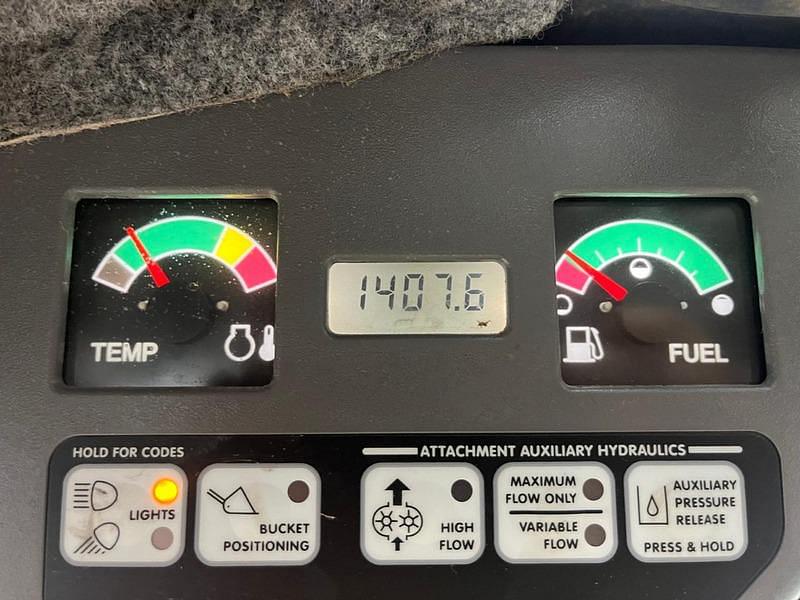 1407.6
TEMP
FUEL
HOLD FOR CODES
ATTACHMENT AUXILIARY HYDRAULICS
LIGHTS
BUCKET
POSITIONING
HIGH
FLOW
MAXIMUM
FLOW ONLY
VARIABLE
FLOW
AUXILIARY
PRESSURE
RELEASE
PRESS & HOLD